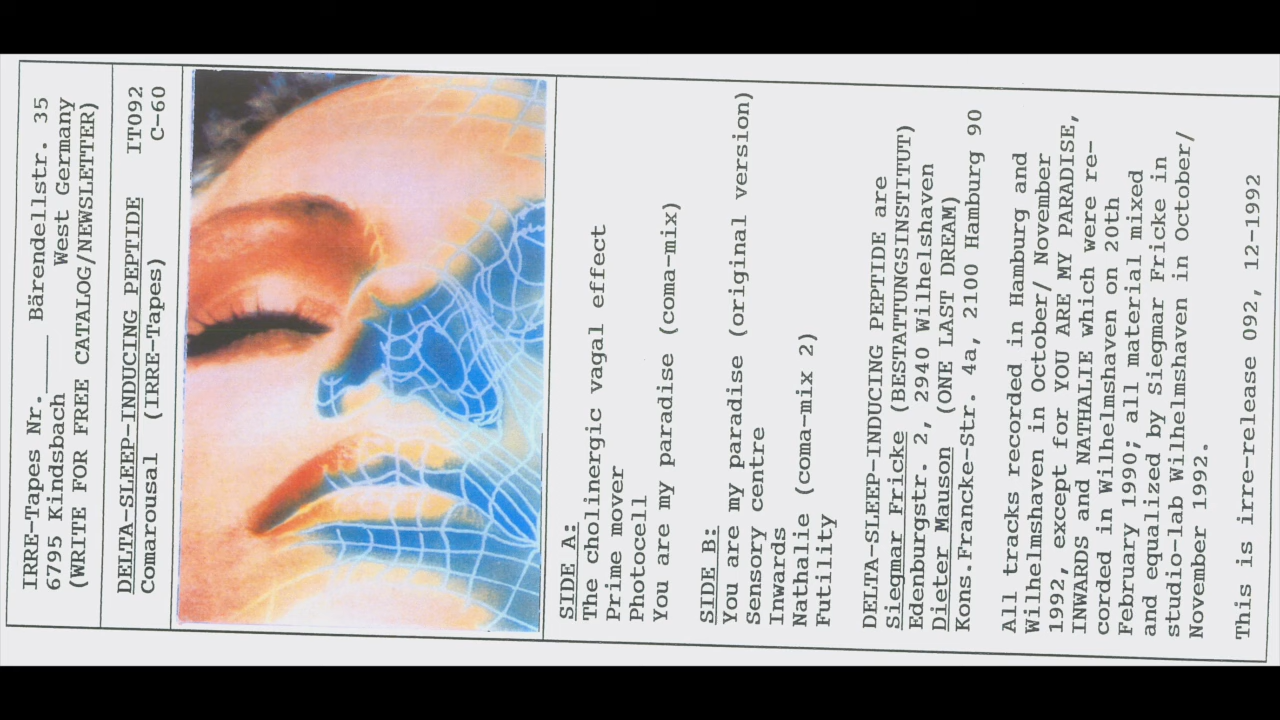 IRRE-Tapes Nr. ____ Bärendellstr. 35
6795 Kindsbach West Germany
(WRITE FOR FREE CATALOG/NEWSLETTER)
DELTA-SLEEP-INDUCING PEPTIDE IT092
Comarousal (IRRE-Tapes) C-60
SIDE A:
The cholinergic vagal effect
Prime mover
Photocell
You are my paradise (coma-mix)
SIDE B:
You are my paradise (original version)
Sensory centre
Inwards
Nathalie (coma-mix 2)
Futility
DELTA-SLEEP-INDUCING PEPTIDE are
Siegmar Fricke (BESTATTUNGSINSTITUT)
Edenburgstr. 2, 2940 Wilhelshaven
Dieter Mauson (ONE LAST DREAM)
Kons.Francke-Str. 4a, 2100 Hamburg 90
All tracks recorded in Hamburg and
Wilhelmshaven in October/ November
1992, except for YOU ARE MY PARADISE,
INWARDS and NATHALIE which were re-
corded in Wilhelmshaven on 20th
February 1990; all material mixed
and equalized by Siegmar Fricke in
studio-lab Wilhelmshaven in October/
November 1992.
This is irre-release 092, 12-1992